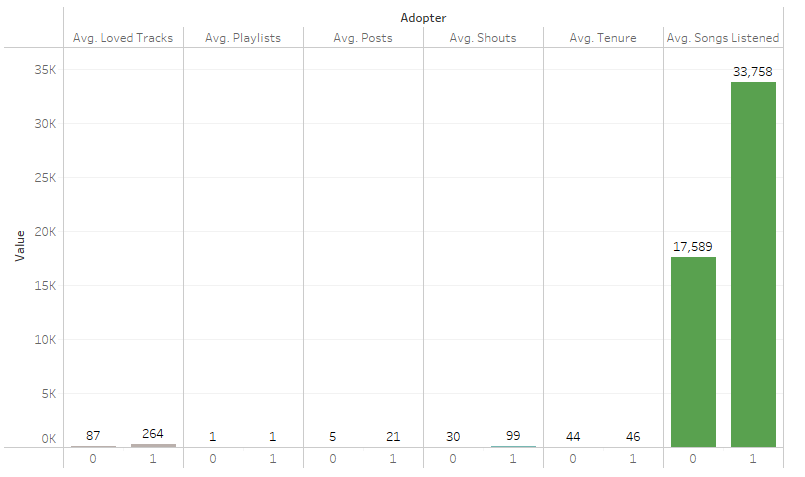 Adopter
Avg. Loved Tracks Avg. Playlists Avg. Posts Avg. Shouts Avg. Tenure Avg. Songs Listened
Value
35K
30K
25K
20K
15K
10K
5K
0K
87 264 1 1 5 21 30 99 44 46 17,589 33,758
0 1 0 1 0 1 0 1 0 1 0 1